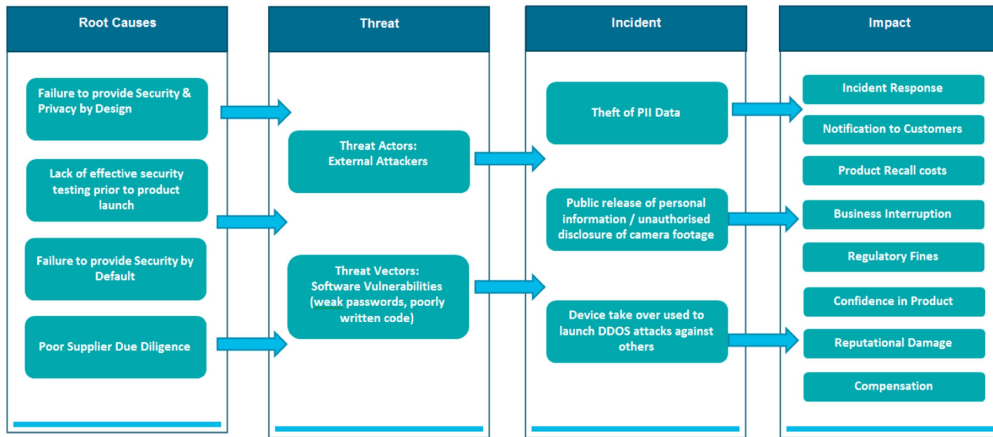 Root Causes
Failure to provide Security &
Privacy by Design
Lack of effective security
testing prior to product
launch
Failure to provide Security by
Default
Poor Supplier Due Diligence
Threat
Threat Actors:
External Attackers
Threat Vectors:
Software Vulnerabilities
(weak passwords, poorly
written code)
Incident
Theft of PII Data
Public release of personal
information / unauthorised
disclosure of camera footage
Device take over used to
launch DDOS attacks against
others
Impact
Incident Response
Notification to Customers
Product Recall costs
Business Interruption
Regulatory Fines
Confidence in Product
Reputational Damage
Compensation